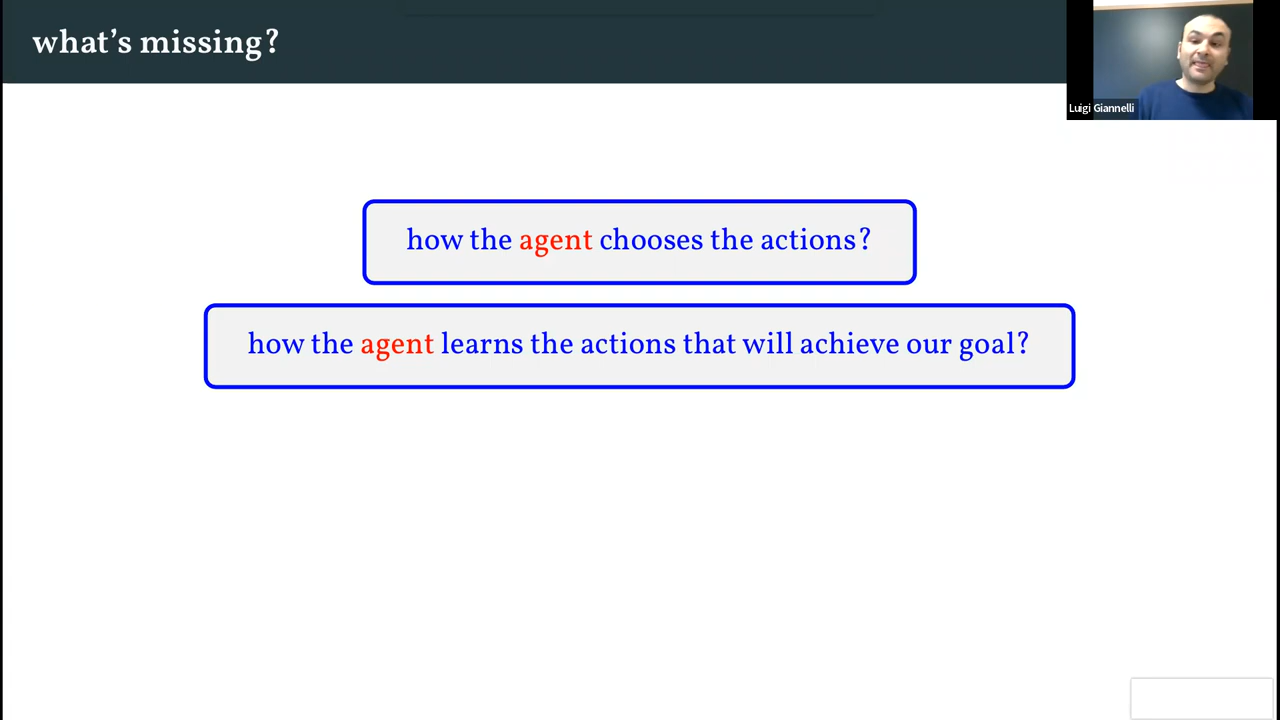 what's missing?
Luigi Giannelli
how the agent chooses the actions?
how the agent learns the actions that will achieve our goal?